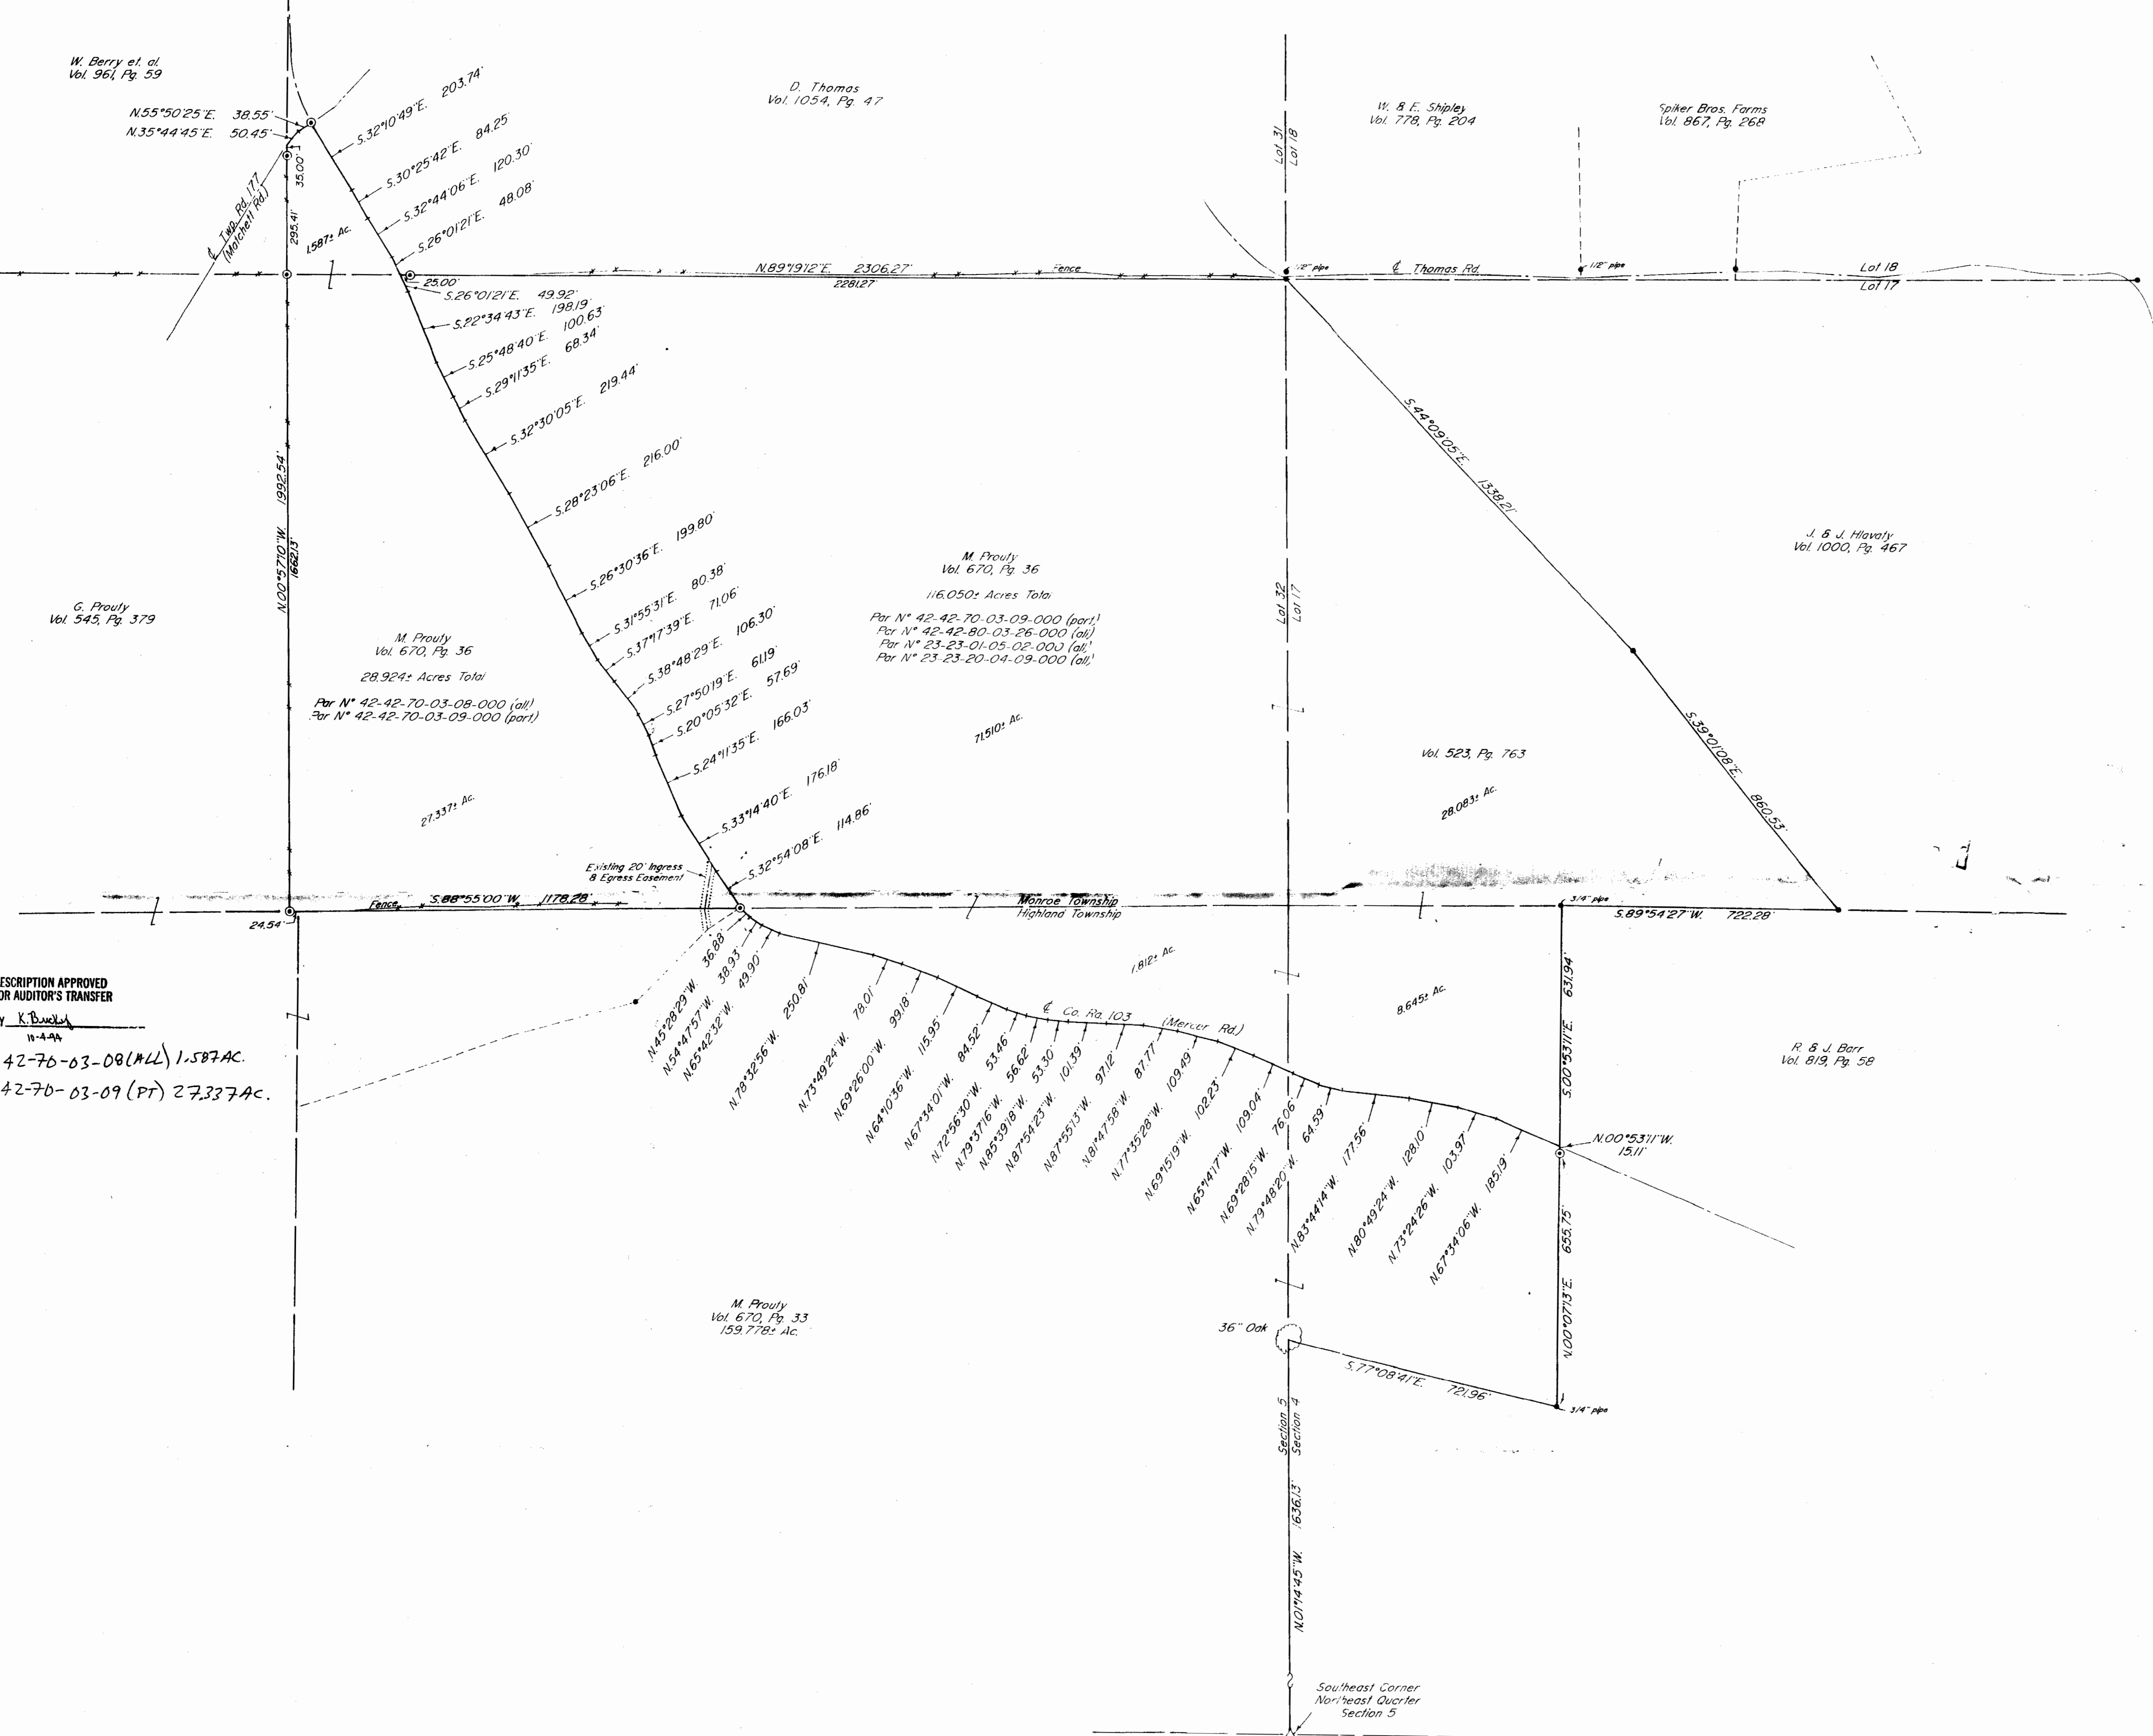 W. Berry et. al.
Vol. 961, Pg. 59
N.55°50'25"E. 38.55'
N.35°44'45"E. 50.45'
35.00'
295.41'
1.587± Ac.
℄ Twp. Rd. 177
(Matchett Rd.)
D. Thomas
Vol. 1054, Pg. 47
W. & E. Shipley
Vol. 778, Pg. 204
Spiker Bros. Farms
Vol. 867, Pg. 268
Lot 31
Lot 18
S.32°10'49"E. 203.74'
S.30°25'42"E. 84.25'
S.32°44'06"E. 120.30'
S.26°01'21"E. 48.08'
N.89°19'12"E. 2306.27'
Fence
2281.27'
25.00'
1/2" pipe
℄ Thomas Rd.
1/2" pipe
Lot 18
Lot 17
S.26°01'21"E. 49.92'
S.22°34'43"E. 198.19'
S.25°48'40"E. 100.63'
S.29°11'35"E. 68.34'
S.32°30'05"E. 219.44'
S.28°23'06"E. 216.00'
S.26°30'36"E. 199.80'
S.31°55'31"E. 80.38'
S.37°17'39"E. 71.06'
S.38°48'29"E. 106.30'
S.27°50'19"E. 61.19'
S.20°05'32"E. 57.69'
S.24°11'35"E. 166.03'
S.33°14'40"E. 176.18'
S.32°54'08"E. 114.86'
N.00°57'10"W. 1992.54'
1662.13'
G. Prouty
Vol. 545, Pg. 379
M. Prouty
Vol. 670, Pg. 36
28.924± Acres Total
Par Nº 42-42-70-03-08-000 (all)
Par Nº 42-42-70-03-09-000 (part)
27.337± Ac.
M. Prouty
Vol. 670, Pg. 36
116.050± Acres Total
Par Nº 42-42-70-03-09-000 (part)
Par Nº 42-42-80-03-26-000 (all)
Par Nº 23-23-01-05-02-000 (all)
Par Nº 23-23-20-04-09-000 (all)
71.510± Ac.
Lot 32
Lot 17
S.44°09'05"E. 1338.21'
J. & J. Hlavaty
Vol. 1000, Pg. 467
S.39°01'08"E. 860.53'
Vol. 523, Pg. 763
28.083± Ac.
Existing 20' Ingress
& Egress Easement
Fence
S.88°55'00"W. 1178.28'
24.54'
Monroe Township
Highland Township
3/4" pipe
S.89°54'27"W. 722.28'
ESCRIPTION APPROVED
OR AUDITOR'S TRANSFER
y K. Bucky
10-4-94
42-70-03-08 (ALL) 1.587 AC.
42-70-03-09 (PT) 27.337 AC.
1.812± Ac.
8.645± Ac.
℄ Co. Rd. 103 (Mercer Rd.)
S.00°53'11"E. 631.94'
R. & J. Barr
Vol. 819, Pg. 58
N.45°28'29"W. 36.88'
N.54°47'57"W. 38.93'
N.65°42'32"W. 49.90'
N.78°32'56"W. 250.81'
N.73°49'24"W. 78.01'
N.69°26'00"W. 99.18'
N.64°10'36"W. 115.95'
N.67°34'01"W. 84.52'
N.72°56'30"W. 53.46'
N.79°37'16"W. 56.62'
N.85°39'18"W. 53.30'
N.87°54'23"W. 101.39'
N.87°55'13"W. 97.12'
N.81°47'58"W. 87.77'
N.77°35'28"W. 109.49'
N.69°15'19"W. 102.23'
N.65°14'17"W. 109.04'
N.69°28'15"W. 76.06'
N.79°48'20"W. 64.59'
N.83°44'14"W. 177.56'
N.80°49'24"W. 128.10'
N.73°24'26"W. 103.97'
N.67°34'06"W. 185.19'
N.00°53'11"W.
15.11'
N.00°07'13"E. 655.75'
M. Prouty
Vol. 670, Pg. 33
159.778± Ac.
36" Oak
S.77°08'41"E. 721.96'
3/4" pipe
Section 5
Section 4
N.01°14'45"W. 1636.13'
Southeast Corner
Northeast Quarter
Section 5